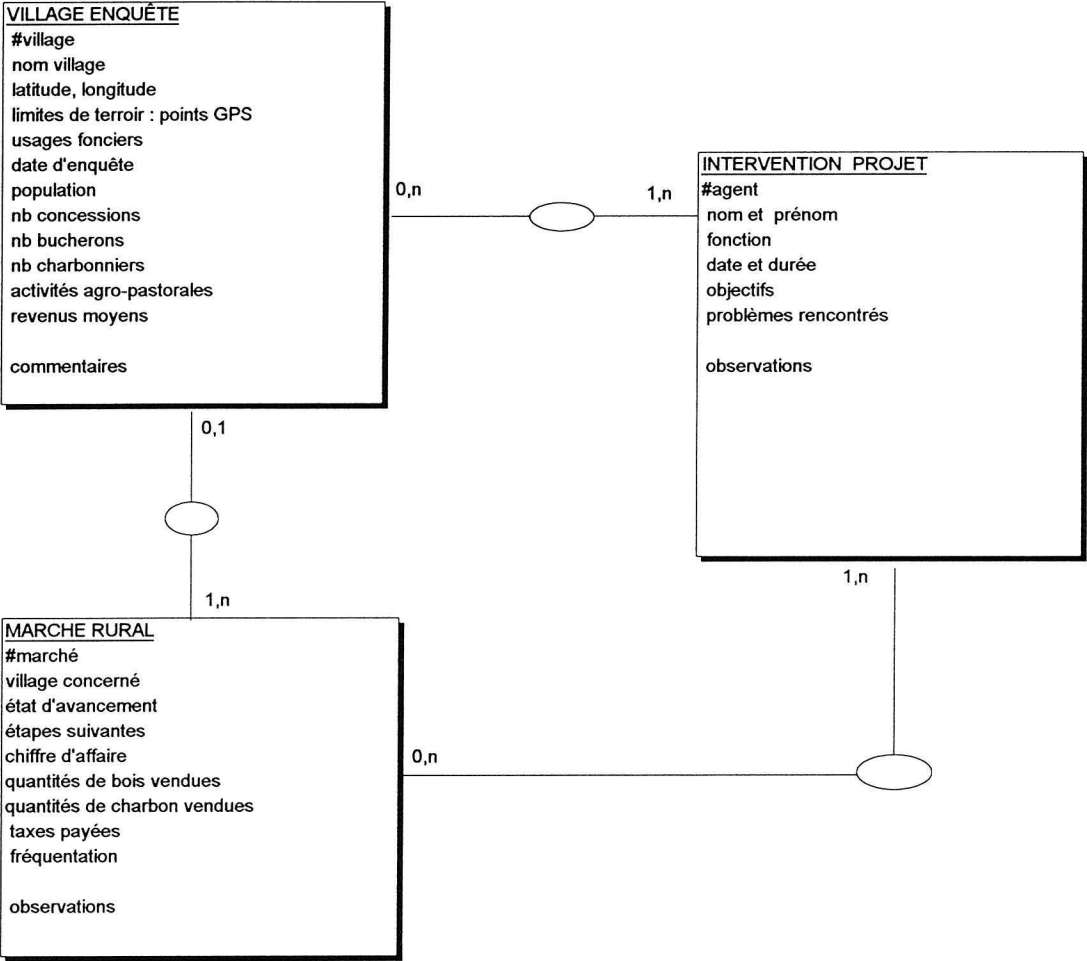 VILLAGE ENQUÊTE
#village
nom village
latitude, longitude
limites de terroir : points GPS
usages fonciers
date d'enquête
population
nb concessions
nb bucherons
nb charbonniers
activités agro-pastorales
revenus moyens
commentaires
0,n
1,n
INTERVENTION PROJET
#agent
nom et prénom
fonction
date et durée
objectifs
problèmes rencontrés
observations
0,1
1,n
1,n
MARCHE RURAL
#marché
village concerné
état d'avancement
étapes suivantes
chiffre d'affaire
quantités de bois vendues
quantités de charbon vendues
taxes payées
fréquentation
observations
0,n